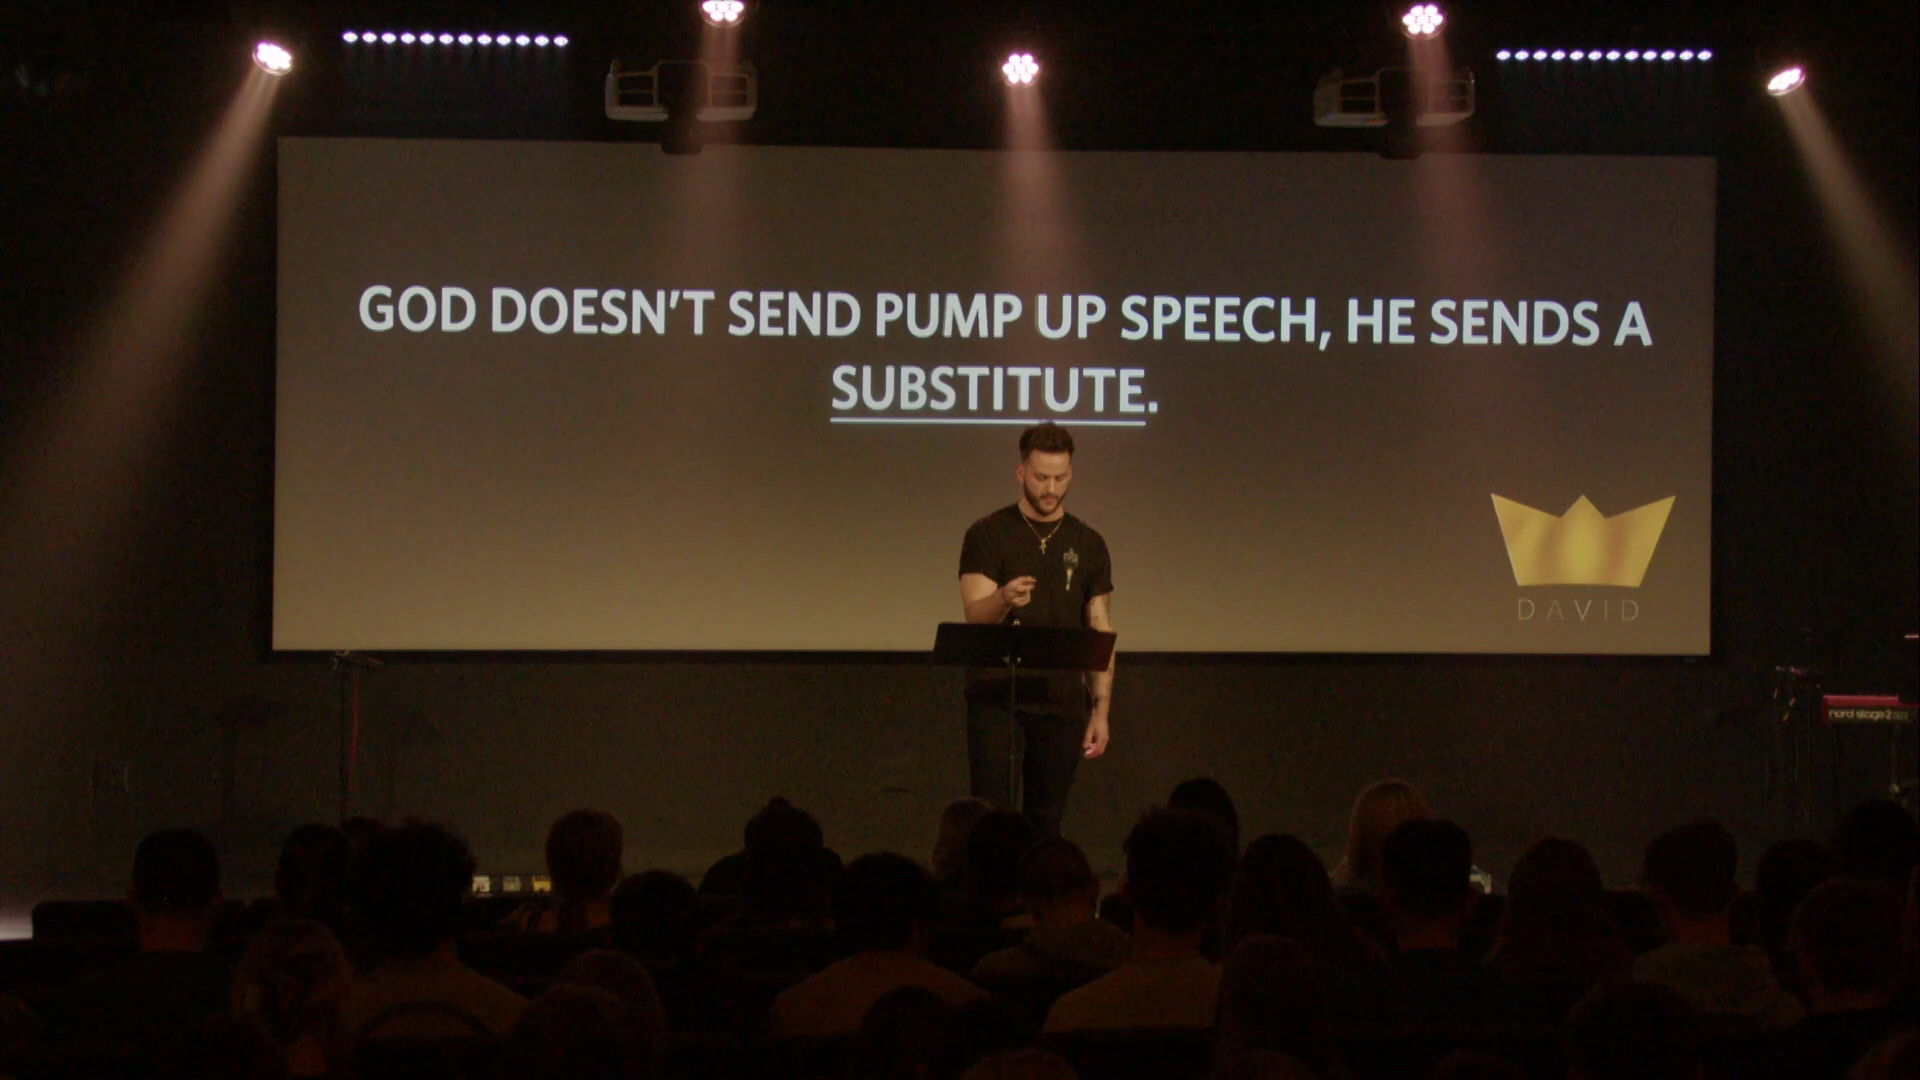 GOD DOESN'T SEND PUMP UP SPEECH, HE SENDS A
SUBSTITUTE.
DAVID
nord stage 2